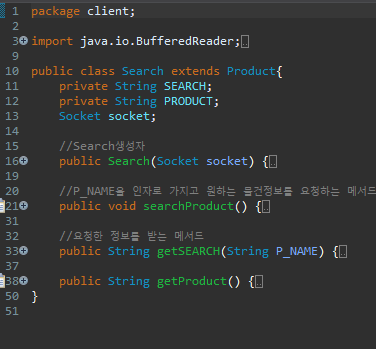 1 package client;
2
3 import java.io.BufferedReader;
9
10 public class Search extends Product{
11 private String SEARCH;
12 private String PRODUCT;
13 Socket socket;
14
15 //Search생성자
16 public Search(Socket socket) {
19
20 //P_NAME을 인자로 가지고 원하는 물건정보를 요청하는 메서드
21 public void searchProduct() {
31
32 //요청한 정보를 받는 메서드
33 public String getSEARCH(String P_NAME) {
37
38 public String getProduct() {
50 }
51